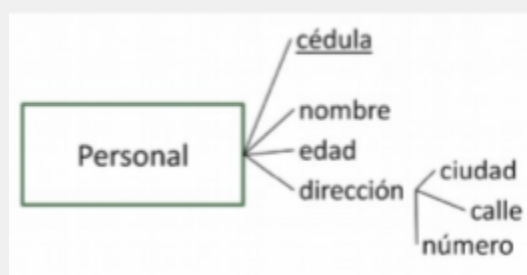 cédula
nombre
Personal
edad
dirección
ciudad
calle
número